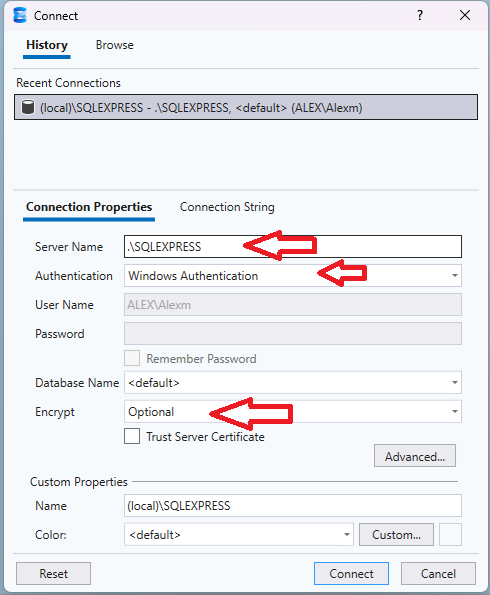 Connect ?
History Browse
Recent Connections
(local)\SQLEXPRESS - .\SQLEXPRESS, <default> (ALEX\Alexm)
Connection Properties Connection String
Server Name .\SQLEXPRESS
Authentication Windows Authentication
User Name ALEX\Alexm
Password
Remember Password
Database Name <default>
Encrypt Optional
Trust Server Certificate
Advanced...
Custom Properties
Name (local)\SQLEXPRESS
Color: <default> Custom...
Reset Connect Cancel